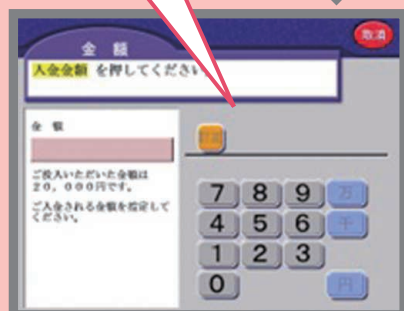 金 額
取消
入金金額 を押してください。
金 額
ご投入いただいた金額は
20,000円です。
ご入金される金額を指定して
ください。
7 8 9 万
4 5 6 千
1 2 3
0 円